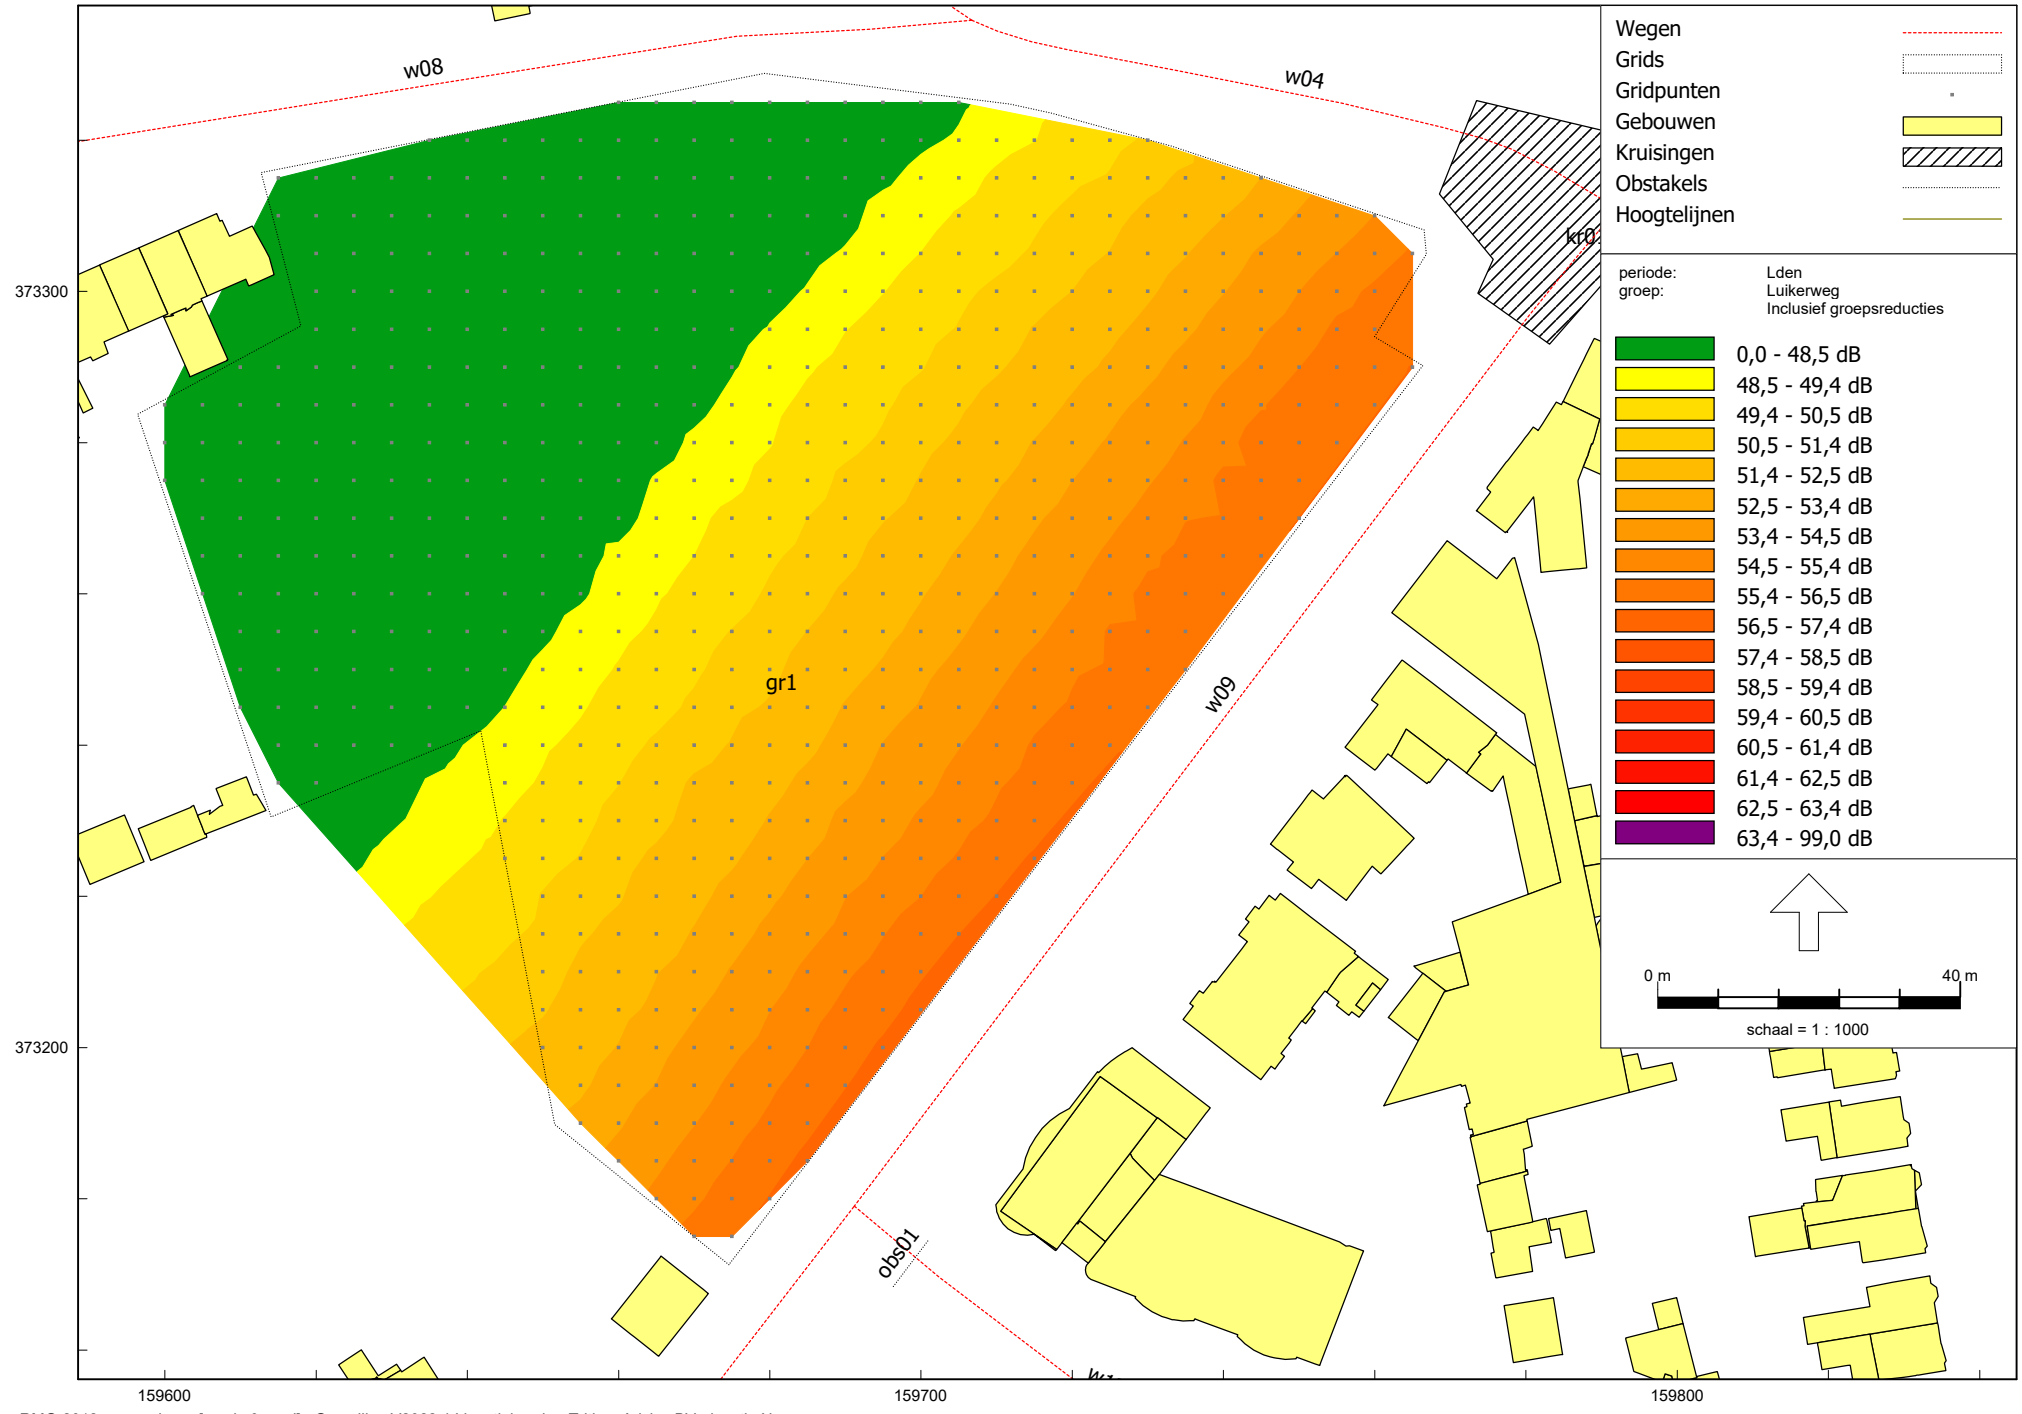 Wegen
Grids
Gridpunten
Gebouwen
Kruisingen
Obstakels
Hoogtelijnen
periode: Lden
groep: Luikerweg
Inclusief groepsreducties
0,0 - 48,5 dB
48,5 - 49,4 dB
49,4 - 50,5 dB
50,5 - 51,4 dB
51,4 - 52,5 dB
52,5 - 53,4 dB
53,4 - 54,5 dB
54,5 - 55,4 dB
55,4 - 56,5 dB
56,5 - 57,4 dB
57,4 - 58,5 dB
58,5 - 59,4 dB
59,4 - 60,5 dB
60,5 - 61,4 dB
61,4 - 62,5 dB
62,5 - 63,4 dB
63,4 - 99,0 dB
0 m 40 m
schaal = 1 : 1000
w08
w04
kr0
373300
gr1
w09
373200
obs01
159600 159700 159800